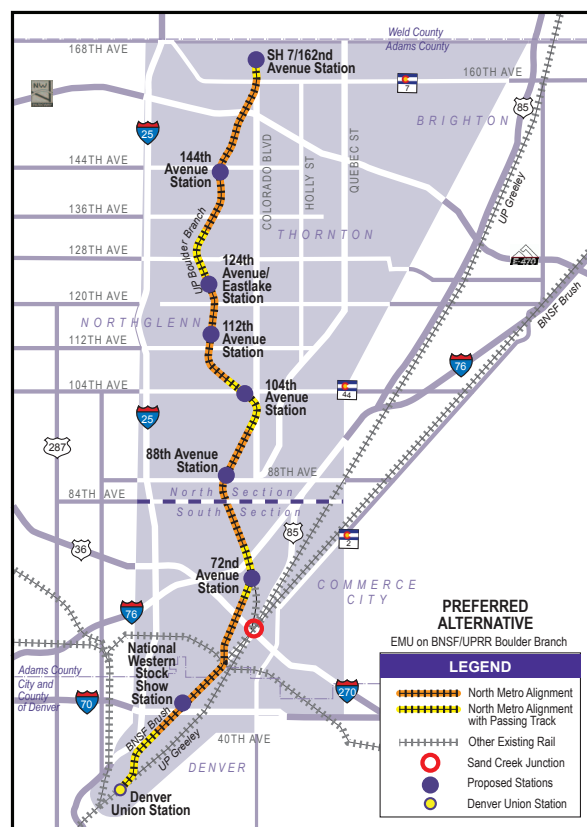 Weld County
Adams County
168TH AVE
SH 7/162nd
Avenue Station
160TH AVE
7
NW
85
BRIGHTON
25
COLORADO BLVD
HOLLY ST
QUEBEC ST
UP Greeley
144th
Avenue
Station
144TH AVE
136TH AVE
UP Boulder Branch
THORNTON
128TH AVE
E-470
124th
Avenue/
Eastlake
Station
120TH AVE
BNSF Brush
NORTHGLENN
112th
Avenue
Station
112TH AVE
76
104TH AVE
104th
Avenue
Station
44
25
287
88th Avenue
Station
88TH AVE
84TH AVE
North Section
South Section
85
2
36
72nd
Avenue
Station
COMMERCE
CITY
76
National
Western
Stock
Show
Station
Adams County
City and
County
of Denver
70
270
BNSF Brush
UP Greeley
40TH AVE
DENVER
Denver
Union Station
PREFERRED
ALTERNATIVE
EMU on BNSF/UPRR Boulder Branch
LEGEND
North Metro Alignment
North Metro Alignment
with Passing Track
Other Existing Rail
Sand Creek Junction
Proposed Stations
Denver Union Station